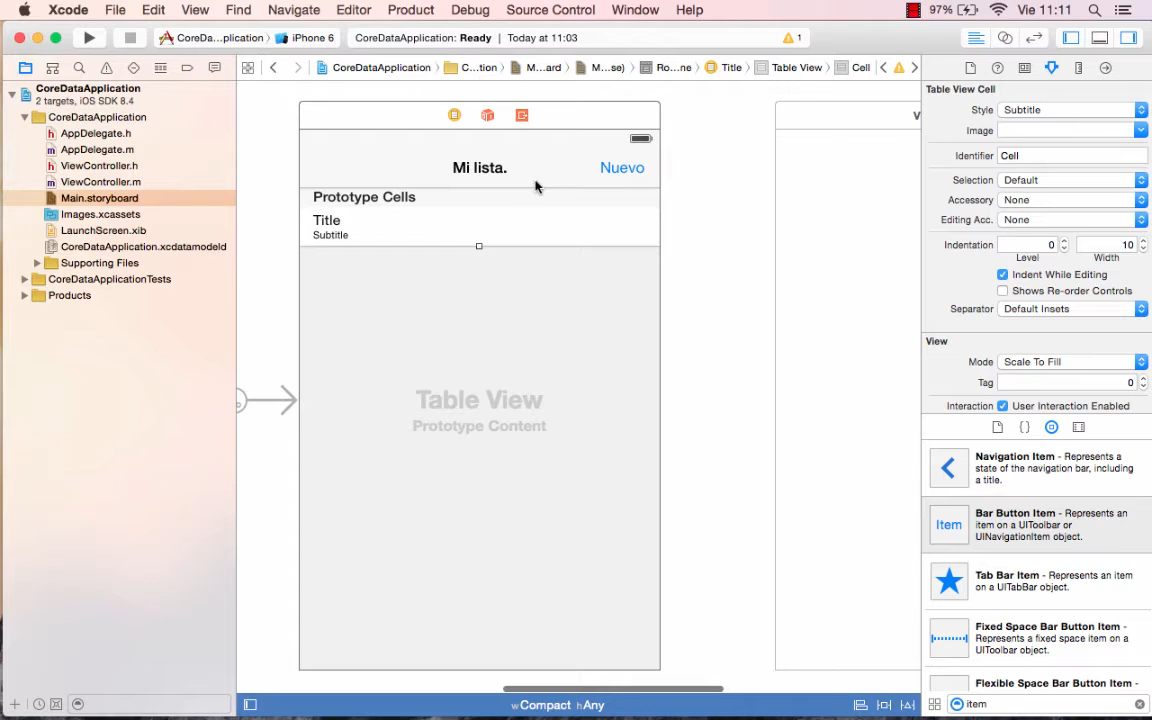 Xcode File Edit View Find Navigate Editor Product Debug Source Control Window Help 97% Vie 11:11
CoreDa...plication iPhone 6 CoreDataApplication: Ready Today at 11:03 1
CoreDataApplication C...tion M...ard M...se) Ro...ne Title Table View Cell
CoreDataApplication
2 targets, iOS SDK 8.4
CoreDataApplication
AppDelegate.h
AppDelegate.m
ViewController.h
ViewController.m
Main.storyboard
Images.xcassets
LaunchScreen.xib
CoreDataApplication.xcdatamodeld
Supporting Files
CoreDataApplicationTests
Products
Mi lista. Nuevo
Prototype Cells
Title
Subtitle
Table View
Prototype Content
V
wCompact hAny
Table View Cell
Style Subtitle
Image
Identifier Cell
Selection Default
Accessory None
Editing Acc. None
Indentation 0 10
Level Width
Indent While Editing
Shows Re-order Controls
Separator Default Insets
View
Mode Scale To Fill
Tag 0
Interaction User Interaction Enabled
Navigation Item - Represents a
state of the navigation bar, including
a title.
Item
Bar Button Item - Represents an
item on a UIToolbar or
UINavigationItem object.
Tab Bar Item - Represents an item
on a UITabBar object.
Fixed Space Bar Button Item -
Represents a fixed space item on a
UIToolbar object.
Flexible Space Bar Button Item -
item